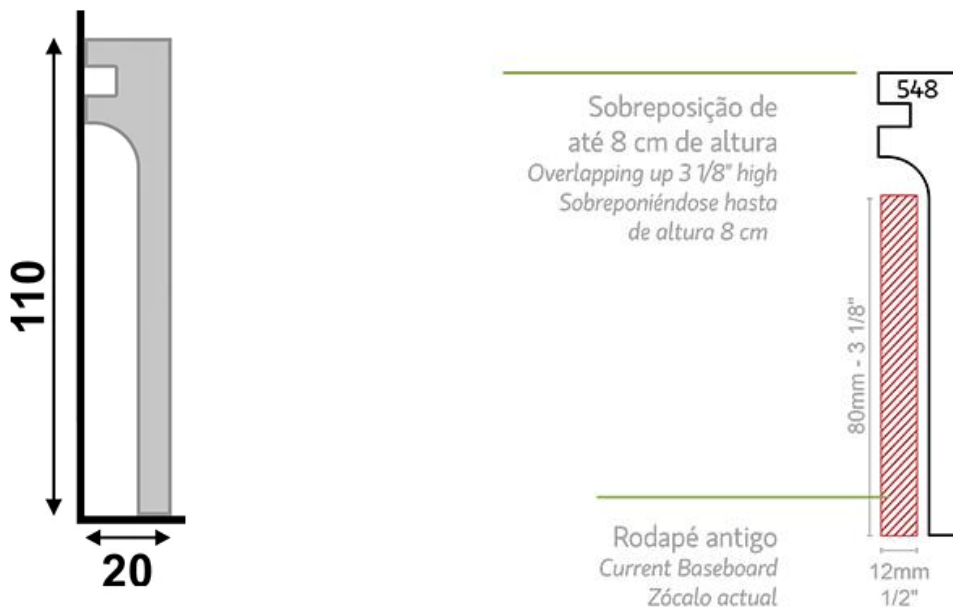 110
20
548
Sobreposição de
até 8 cm de altura
Overlapping up 3 1/8" high
Sobreponiéndose hasta
de altura 8 cm
80mm - 3 1/8"
Rodapé antigo
Current Baseboard
Zócalo actual
12mm
1/2"